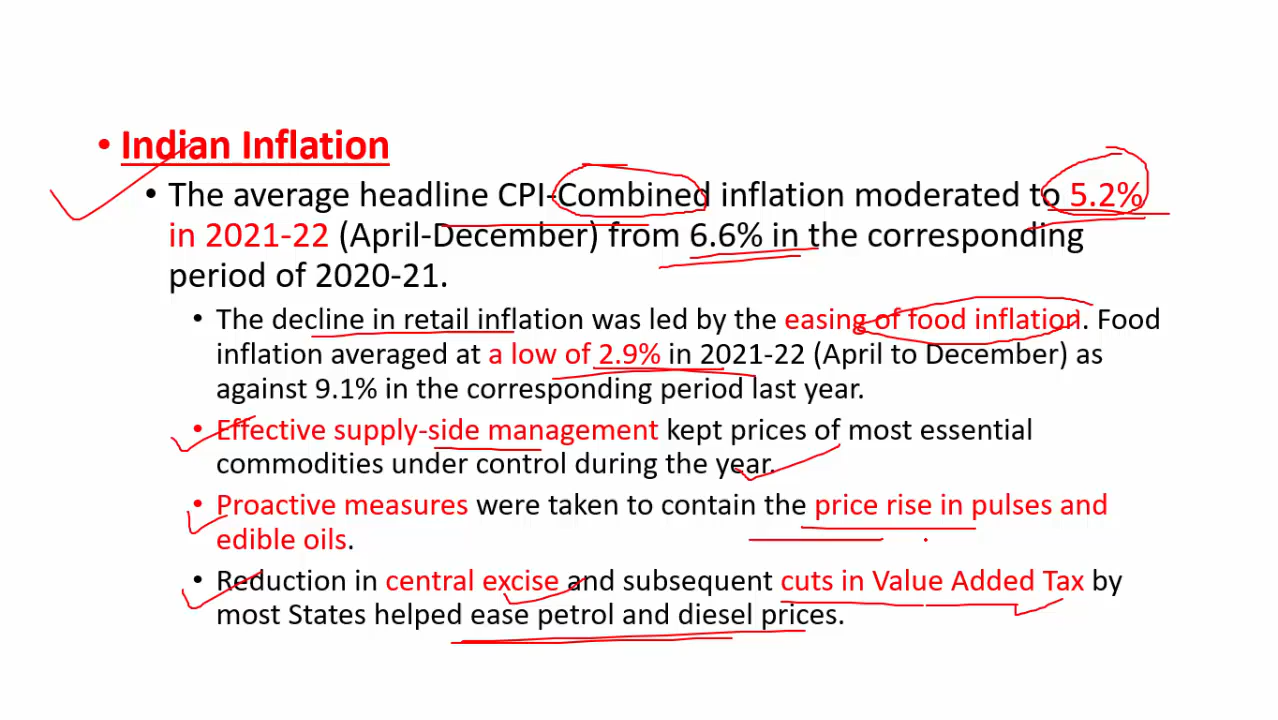 • Indian Inflation
• The average headline CPI-Combined inflation moderated to 5.2%
in 2021-22 (April-December) from 6.6% in the corresponding
period of 2020-21.
• The decline in retail inflation was led by the easing of food inflation. Food
inflation averaged at a low of 2.9% in 2021-22 (April to December) as
against 9.1% in the corresponding period last year.
• Effective supply-side management kept prices of most essential
commodities under control during the year.
• Proactive measures were taken to contain the price rise in pulses and
edible oils.
• Reduction in central excise and subsequent cuts in Value Added Tax by
most States helped ease petrol and diesel prices.